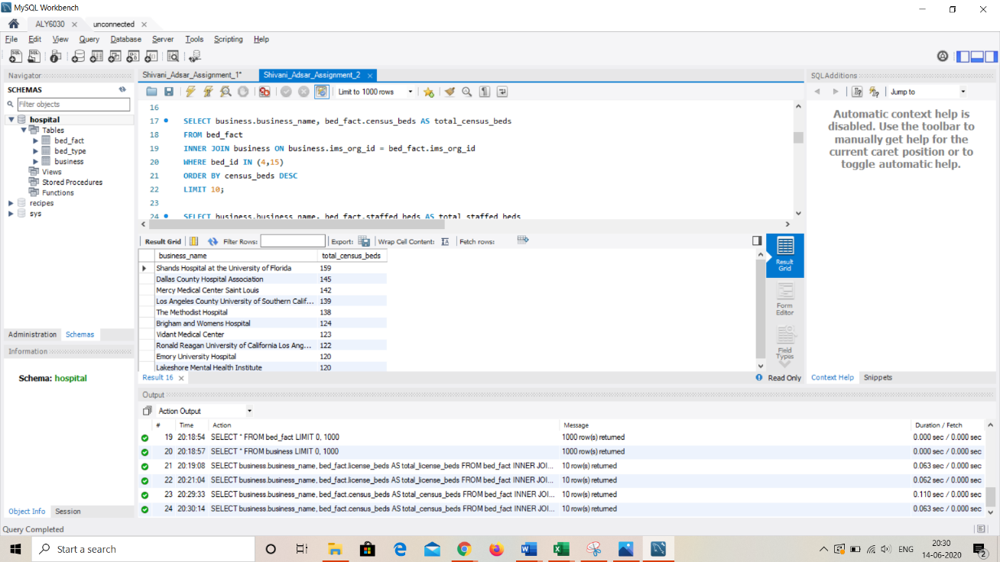 MySQL Workbench
ALY6030 unconnected
File Edit View Query Database Server Tools Scripting Help
Navigator
SCHEMAS
Filter objects
hospital
Tables
bed_fact
bed_type
business
Views
Stored Procedures
Functions
recipes
sys
Administration Schemas
Information
Schema: hospital
Object Info Session
Shivani_Adsar_Assignment_1* Shivani_Adsar_Assignment_2
Limit to 1000 rows
16
17 SELECT business.business_name, bed_fact.census_beds AS total_census_beds
18 FROM bed_fact
19 INNER JOIN business ON business.ims_org_id = bed_fact.ims_org_id
20 WHERE bed_id IN (4,15)
21 ORDER BY census_beds DESC
22 LIMIT 10;
23
24 SELECT business.business_name, bed_fact.staffed_beds AS total_staffed_beds
Result Grid Filter Rows: Export: Wrap Cell Content: Fetch rows:
business_name total_census_beds
Shands Hospital at the University of Florida 159
Dallas County Hospital Association 145
Mercy Medical Center Saint Louis 142
Los Angeles County University of Southern Calif... 139
The Methodist Hospital 138
Brigham and Womens Hospital 124
Vidant Medical Center 123
Ronald Reagan University of California Los Ang... 122
Emory University Hospital 120
Lakeshore Mental Health Institute 120
Result Grid
Form Editor
Field Types
Result 16 Read Only
SQLAdditions
Jump to
Automatic context help is
disabled. Use the toolbar to
manually get help for the
current caret position or to
toggle automatic help.
Context Help Snippets
Output
Action Output
# Time Action Message Duration / Fetch
19 20:18:54 SELECT * FROM bed_fact LIMIT 0, 1000 1000 row(s) returned 0.000 sec / 0.000 sec
20 20:18:57 SELECT * FROM business LIMIT 0, 1000 1000 row(s) returned 0.000 sec / 0.000 sec
21 20:19:08 SELECT business.business_name, bed_fact.license_beds AS total_license_beds FROM bed_fact INNER JOI... 10 row(s) returned 0.063 sec / 0.000 sec
22 20:21:04 SELECT business.business_name, bed_fact.license_beds AS total_license_beds FROM bed_fact INNER JOI... 10 row(s) returned 0.062 sec / 0.000 sec
23 20:29:33 SELECT business.business_name, bed_fact.census_beds AS total_census_beds FROM bed_fact INNER JOI... 10 row(s) returned 0.110 sec / 0.000 sec
24 20:30:14 SELECT business.business_name, bed_fact.census_beds AS total_census_beds FROM bed_fact INNER JOI... 10 row(s) returned 0.063 sec / 0.000 sec
Query Completed
Start a search
ENG
20:30
14-06-2020
2